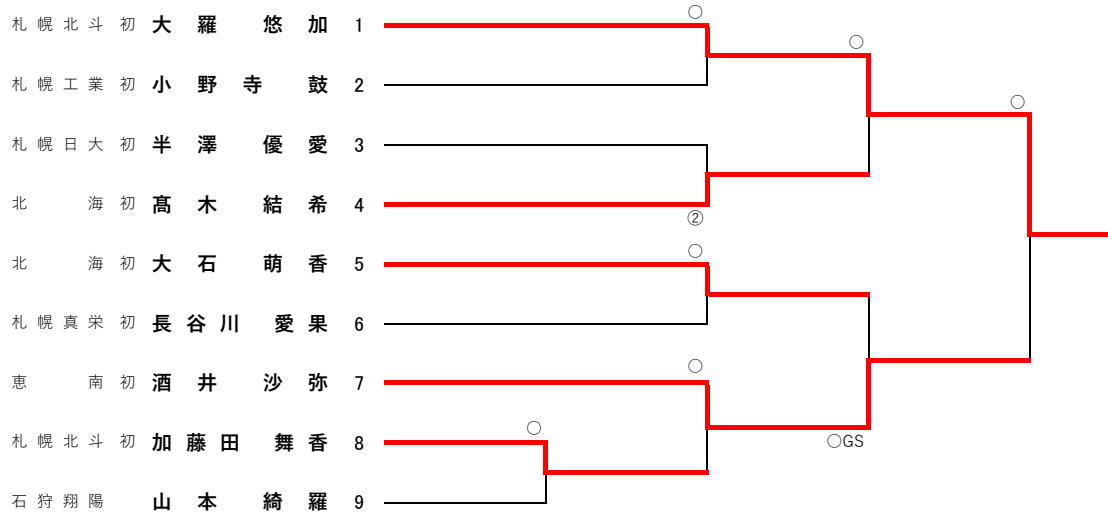 ○
札幌北斗 初 大羅 悠加 1
○
札幌工業 初 小野寺 鼓 2
○
札幌日大 初 半澤 優愛 3
北海 初 髙木 結希 4
②
○
北海 初 大石 萌香 5
札幌真栄 初 長谷川 愛果 6
○
恵南 初 酒井 沙弥 7
○
○GS
札幌北斗 初 加藤田 舞香 8
石狩翔陽 山本 綺羅 9